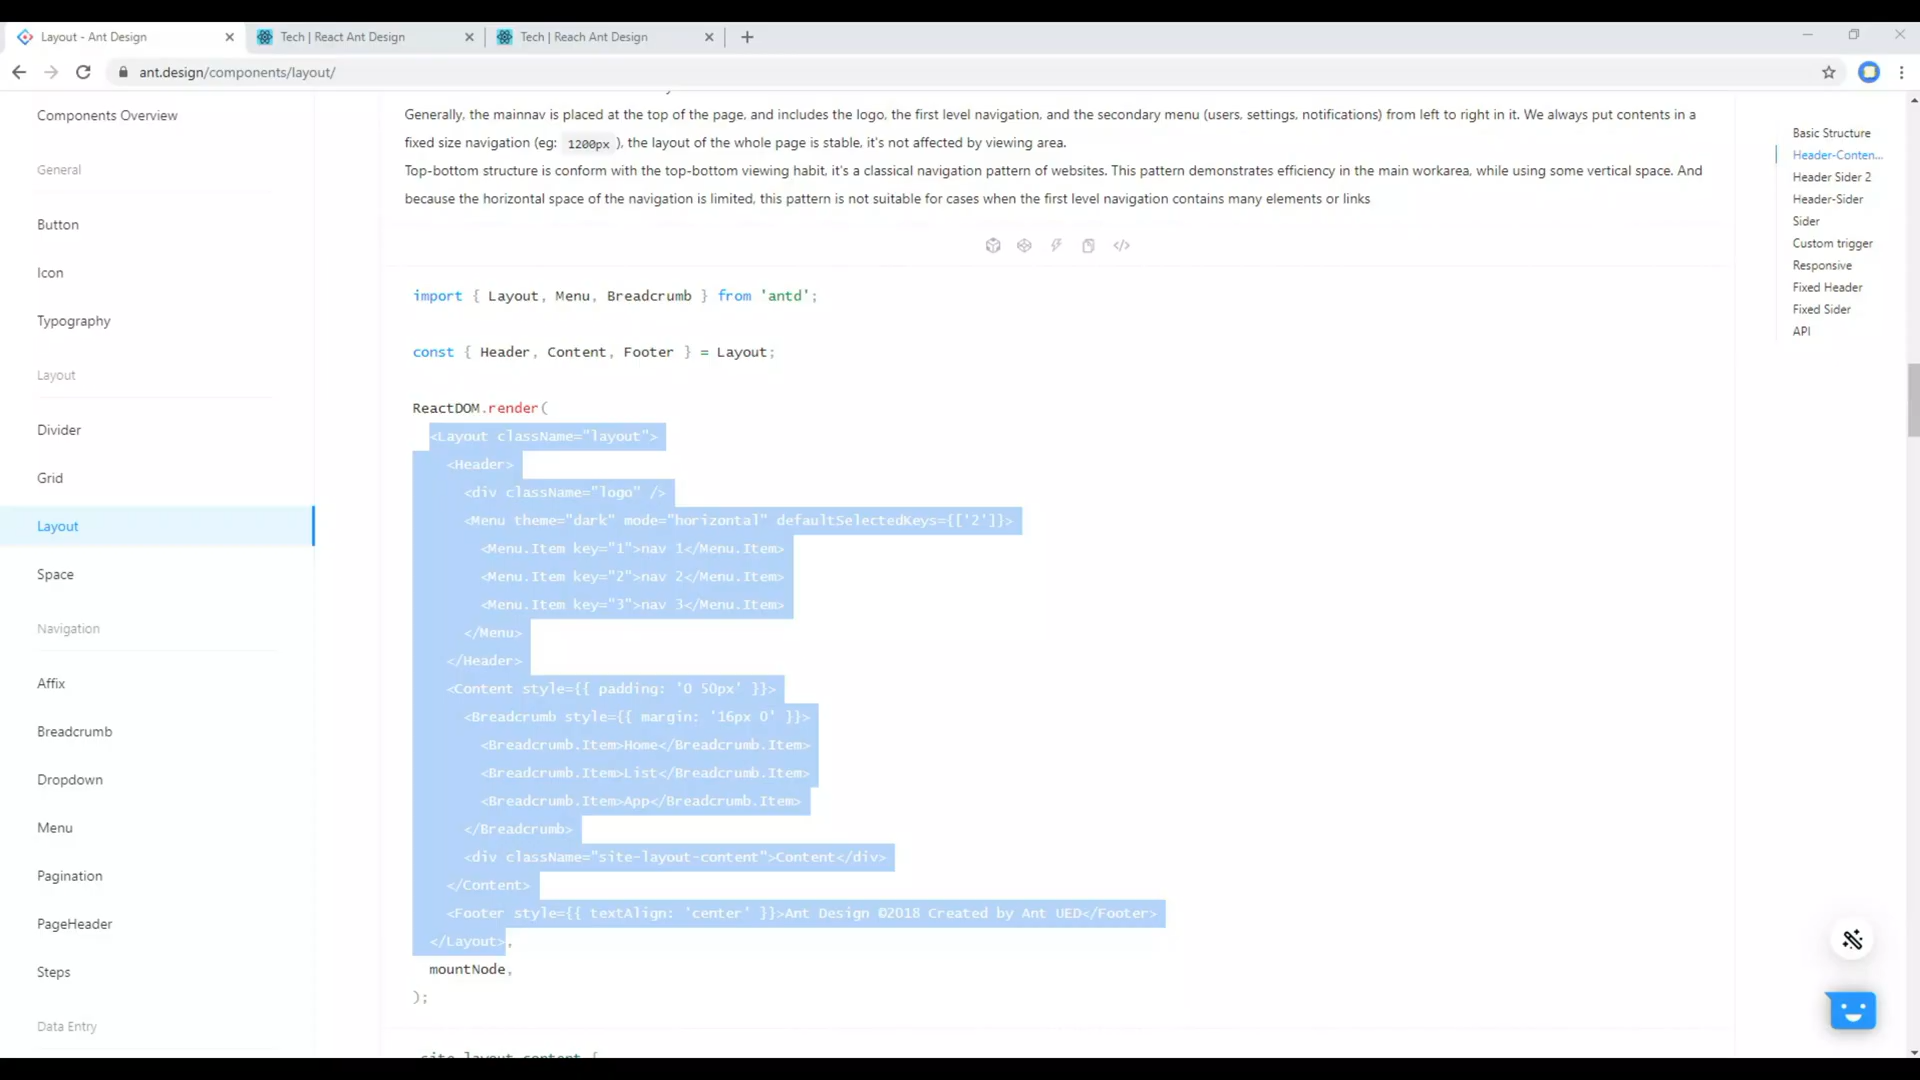 Layout - Ant Design
Tech | React Ant Design
Tech | Reach Ant Design
ant.design/components/layout/
Components Overview
General
Button
Icon
Typography
Layout
Divider
Grid
Layout
Space
Navigation
Affix
Breadcrumb
Dropdown
Menu
Pagination
PageHeader
Steps
Data Entry
Generally, the mainnav is placed at the top of the page, and includes the logo, the first level navigation, and the secondary menu (users, settings, notifications) from left to right in it. We always put contents in a
fixed size navigation (eg: 1200px ), the layout of the whole page is stable, it's not affected by viewing area.
Top-bottom structure is conform with the top-bottom viewing habit, it's a classical navigation pattern of websites. This pattern demonstrates efficiency in the main workarea, while using some vertical space. And
because the horizontal space of the navigation is limited, this pattern is not suitable for cases when the first level navigation contains many elements or links
import { Layout, Menu, Breadcrumb } from 'antd';
const { Header, Content, Footer } = Layout;
ReactDOM.render(
<Layout className="layout">
<Header>
<div className="logo" />
<Menu theme="dark" mode="horizontal" defaultSelectedKeys={['2']}>
<Menu.Item key="1">nav 1</Menu.Item>
<Menu.Item key="2">nav 2</Menu.Item>
<Menu.Item key="3">nav 3</Menu.Item>
</Menu>
</Header>
<Content style={{ padding: '0 50px' }}>
<Breadcrumb style={{ margin: '16px 0' }}>
<Breadcrumb.Item>Home</Breadcrumb.Item>
<Breadcrumb.Item>List</Breadcrumb.Item>
<Breadcrumb.Item>App</Breadcrumb.Item>
</Breadcrumb>
<div className="site-layout-content">Content</div>
</Content>
<Footer style={{ textAlign: 'center' }}>Ant Design ©2018 Created by Ant UED</Footer>
</Layout>,
mountNode,
);
Basic Structure
Header-Conten...
Header Sider 2
Header-Sider
Sider
Custom trigger
Responsive
Fixed Header
Fixed Sider
API